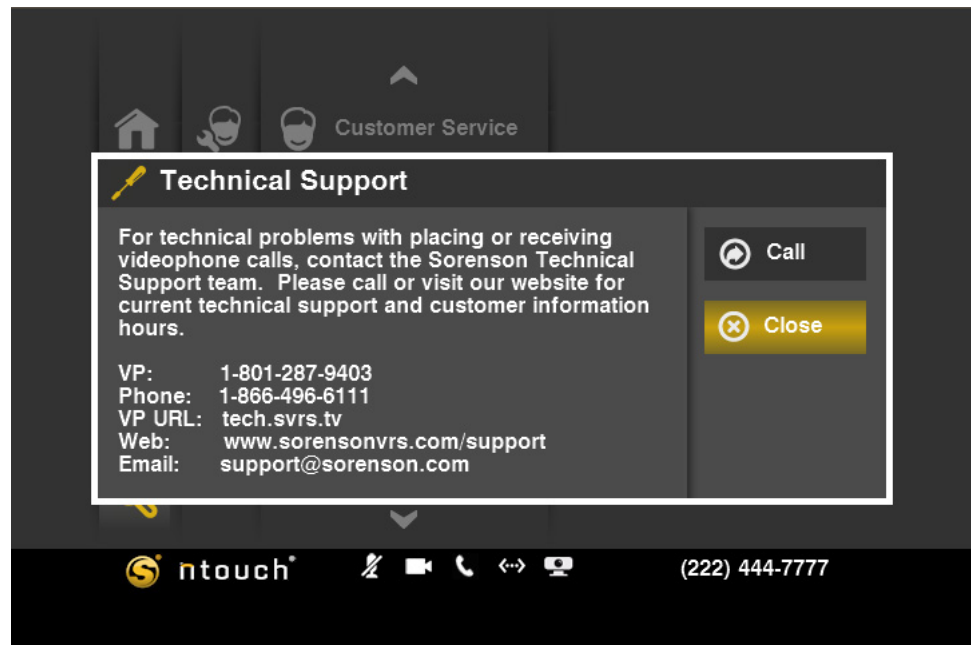 Customer Service
Technical Support
For technical problems with placing or receiving
videophone calls, contact the Sorenson Technical
Support team.  Please call or visit our website for
current technical support and customer information
hours.
VP: 1-801-287-9403
Phone: 1-866-496-6111
VP URL: tech.svrs.tv
Web: www.sorensonvrs.com/support
Email: support@sorenson.com
Call
Close
S ntouch
(222) 444-7777